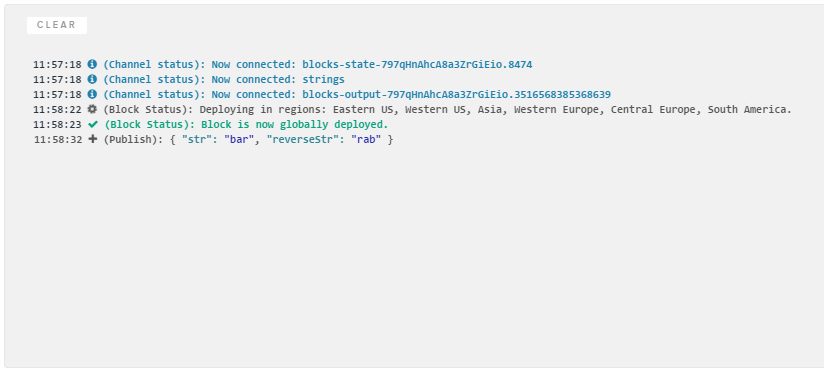 CLEAR
11:57:18 (Channel status): Now connected: blocks-state-797qHnAhcA8a3ZrGiEio.8474
11:57:18 (Channel status): Now connected: strings
11:57:18 (Channel status): Now connected: blocks-output-797qHnAhcA8a3ZrGiEio.3516568385368639
11:58:22 (Block Status): Deploying in regions: Eastern US, Western US, Asia, Western Europe, Central Europe, South America.
11:58:23 (Block Status): Block is now globally deployed.
11:58:32 (Publish): { "str": "bar", "reverseStr": "rab" }